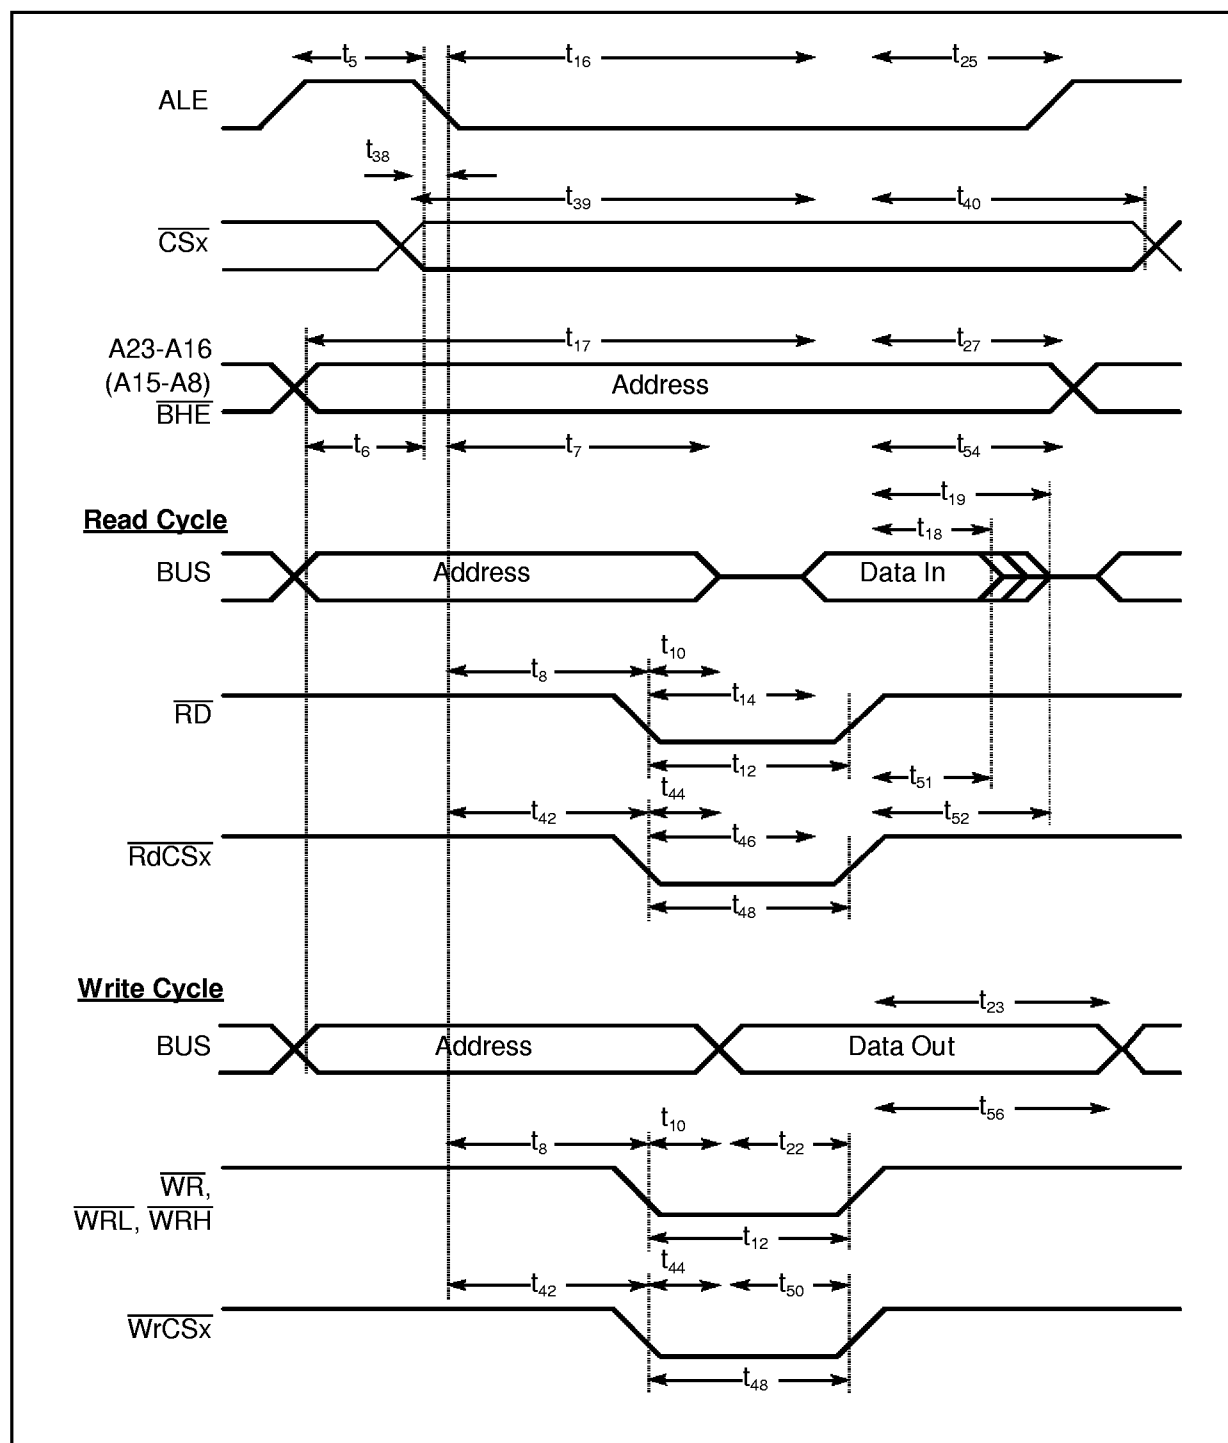 t5 t16 t25
ALE
t38
t39 t40
CSx
t17 t27
A23-A16
(A15-A8)
BHE
Address
t6 t7 t54
t19
Read Cycle
t18
BUS Address Data In
t10
t8
t14
RD
t12 t51
t44
t42 t52
t46
RdCSx
t48
Write Cycle
t23
BUS Address Data Out
t56
t10
t8 t22
WR,
WRL, WRH
t12
t44
t42 t50
WrCSx
t48